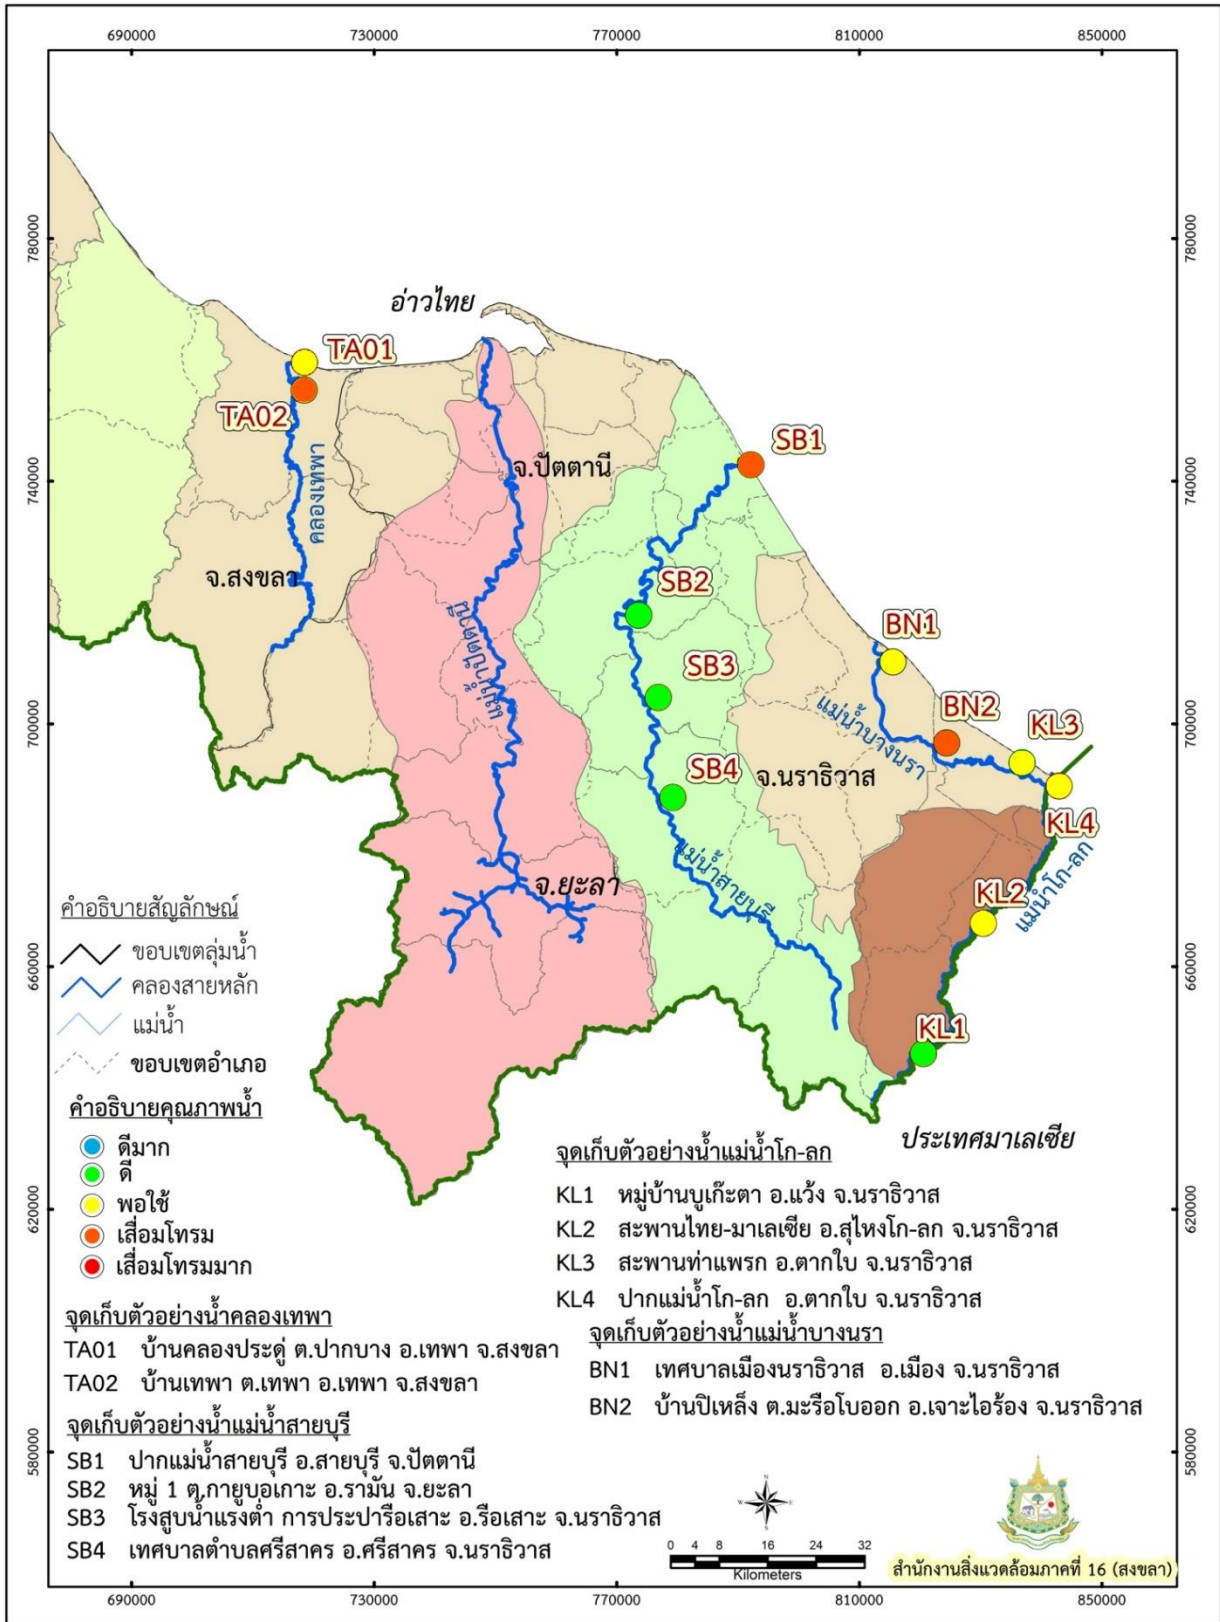 690000 730000 770000 810000 850000
780000 780000
อ่าวไทย
TA01
TA02
SB1
จ.ปัตตานี
740000 740000
คลองเทพา
จ.สงขลา
SB2
แม่น้ำปัตตานี
BN1
SB3
แม่น้ำบางนรา
BN2
KL3
700000 700000
SB4
จ.นราธิวาส
KL4
แม่น้ำสายบุรี
แม่น้ำโก-ลก
จ.ยะลา
KL2
คำอธิบายสัญลักษณ์
ขอบเขตลุ่มน้ำ
660000 660000
คลองสายหลัก
แม่น้ำ
KL1
ขอบเขตอำเภอ
คำอธิบายคุณภาพน้ำ
ดีมาก
ดี
พอใช้
เสื่อมโทรม
เสื่อมโทรมมาก
ประเทศมาเลเซีย
620000 620000
จุดเก็บตัวอย่างน้ำแม่น้ำโก-ลก
KL1 หมู่บ้านบูเก๊ะตา อ.แว้ง จ.นราธิวาส
KL2 สะพานไทย-มาเลเซีย อ.สุไหงโก-ลก จ.นราธิวาส
KL3 สะพานท่าแพรก อ.ตากใบ จ.นราธิวาส
KL4 ปากแม่น้ำโก-ลก อ.ตากใบ จ.นราธิวาส
จุดเก็บตัวอย่างน้ำคลองเทพา
TA01 บ้านคลองประดู่ ต.ปากบาง อ.เทพา จ.สงขลา
TA02 บ้านเทพา ต.เทพา อ.เทพา จ.สงขลา
จุดเก็บตัวอย่างน้ำแม่น้ำบางนรา
BN1 เทศบาลเมืองนราธิวาส อ.เมือง จ.นราธิวาส
BN2 บ้านปิเหล็ง ต.มะรือโบออก อ.เจาะไอร้อง จ.นราธิวาส
จุดเก็บตัวอย่างน้ำแม่น้ำสายบุรี
SB1 ปากแม่น้ำสายบุรี อ.สายบุรี จ.ปัตตานี
SB2 หมู่ 1 ต.กายูบอเกาะ อ.รามัน จ.ยะลา
SB3 โรงสูบน้ำแรงต่ำ การประปารือเสาะ อ.รือเสาะ จ.นราธิวาส
SB4 เทศบาลตำบลศรีสาคร อ.ศรีสาคร จ.นราธิวาส
580000 580000
N
W E
S
0 4 8 16 24 32
Kilometers
สำนักงานสิ่งแวดล้อมภาคที่ 16 (สงขลา)
690000 730000 770000 810000 850000